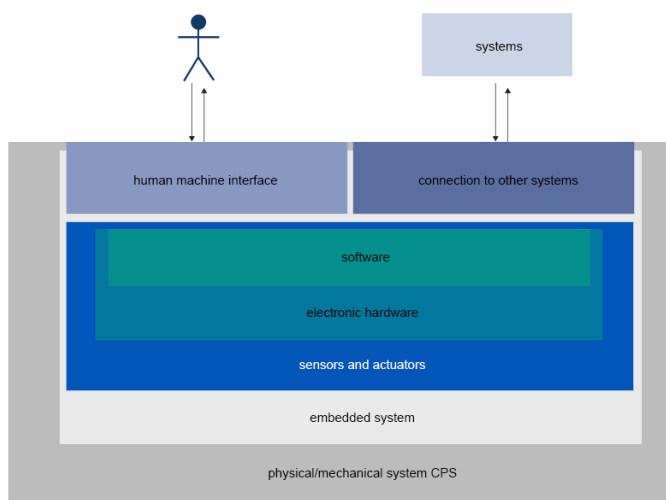 systems
human machine interface
connection to other systems
software
electronic hardware
sensors and actuators
embedded system
physical/mechanical system CPS